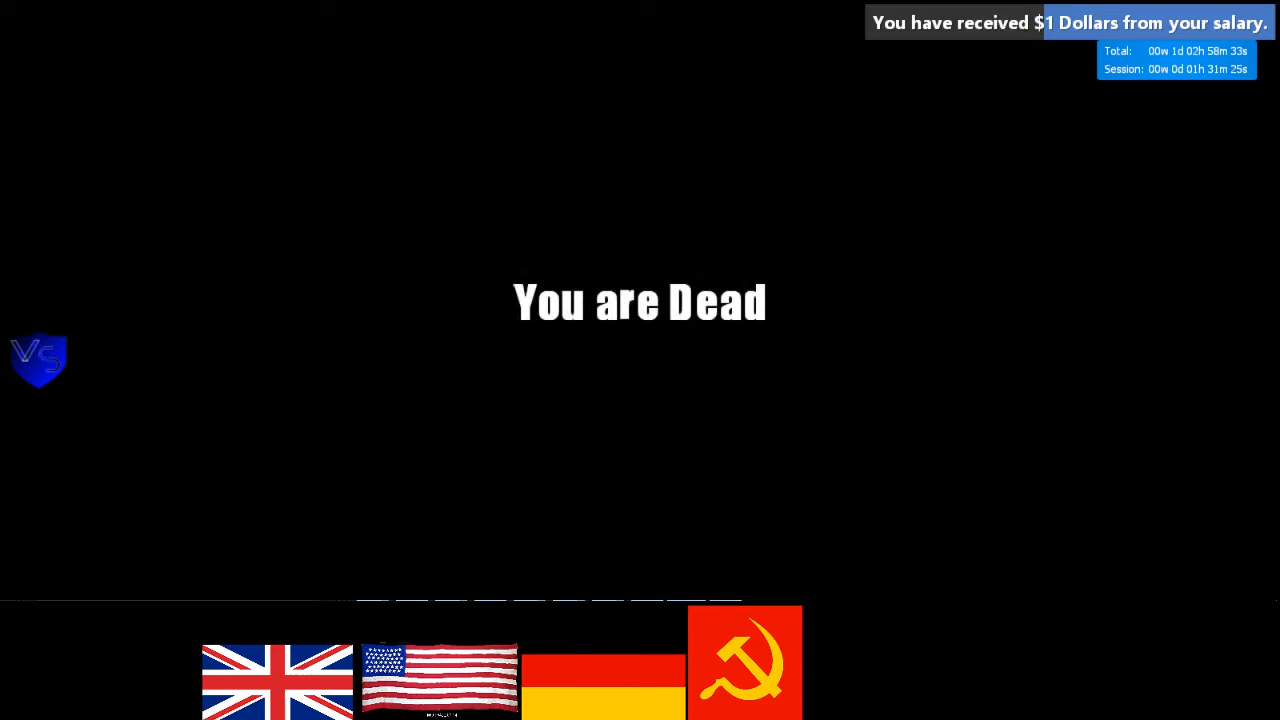 You have received $1 Dollars from your salary.
Total: 00w 1d 02h 58m 33s
Session: 00w 0d 01h 31m 25s
You are Dead
VS